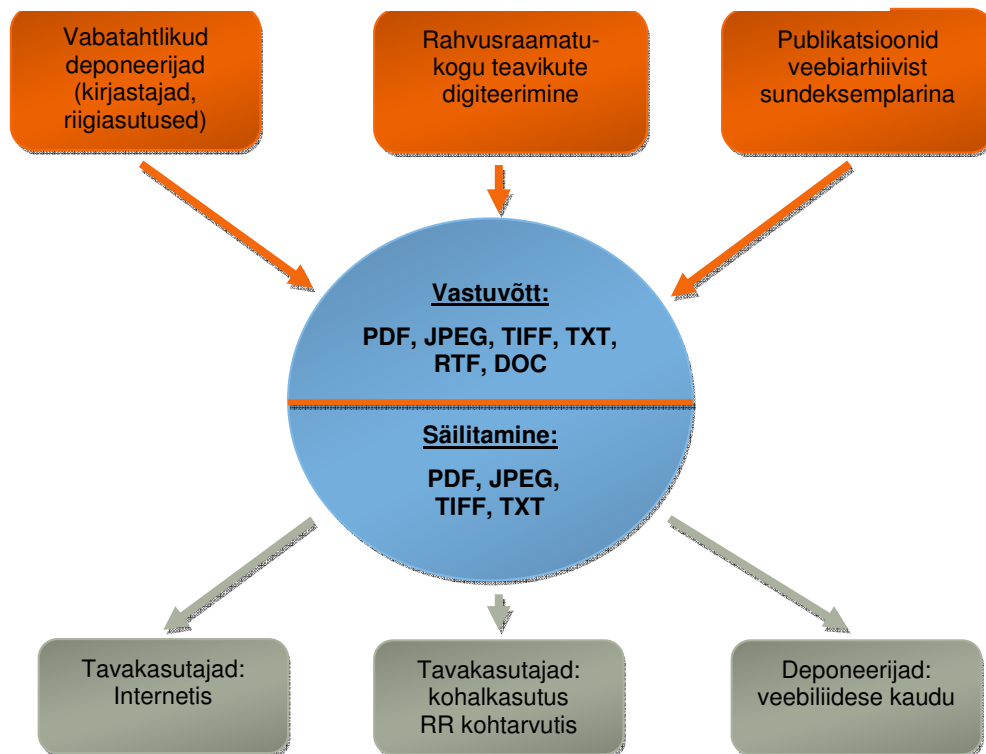 Vabatahtlikud
deponeerijad
(kirjastajad,
riigiasutused)
Rahvusraamatu-
kogu teavikute
digiteerimine
Publikatsioonid
veebiarhiivist
sundeksemplarina
Vastuvõtt:
PDF, JPEG, TIFF, TXT,
RTF, DOC
Säilitamine:
PDF, JPEG,
TIFF, TXT
Tavakasutajad:
Internetis
Tavakasutajad:
kohalkasutus
RR kohtarvutis
Deponeerijad:
veebiliidese kaudu